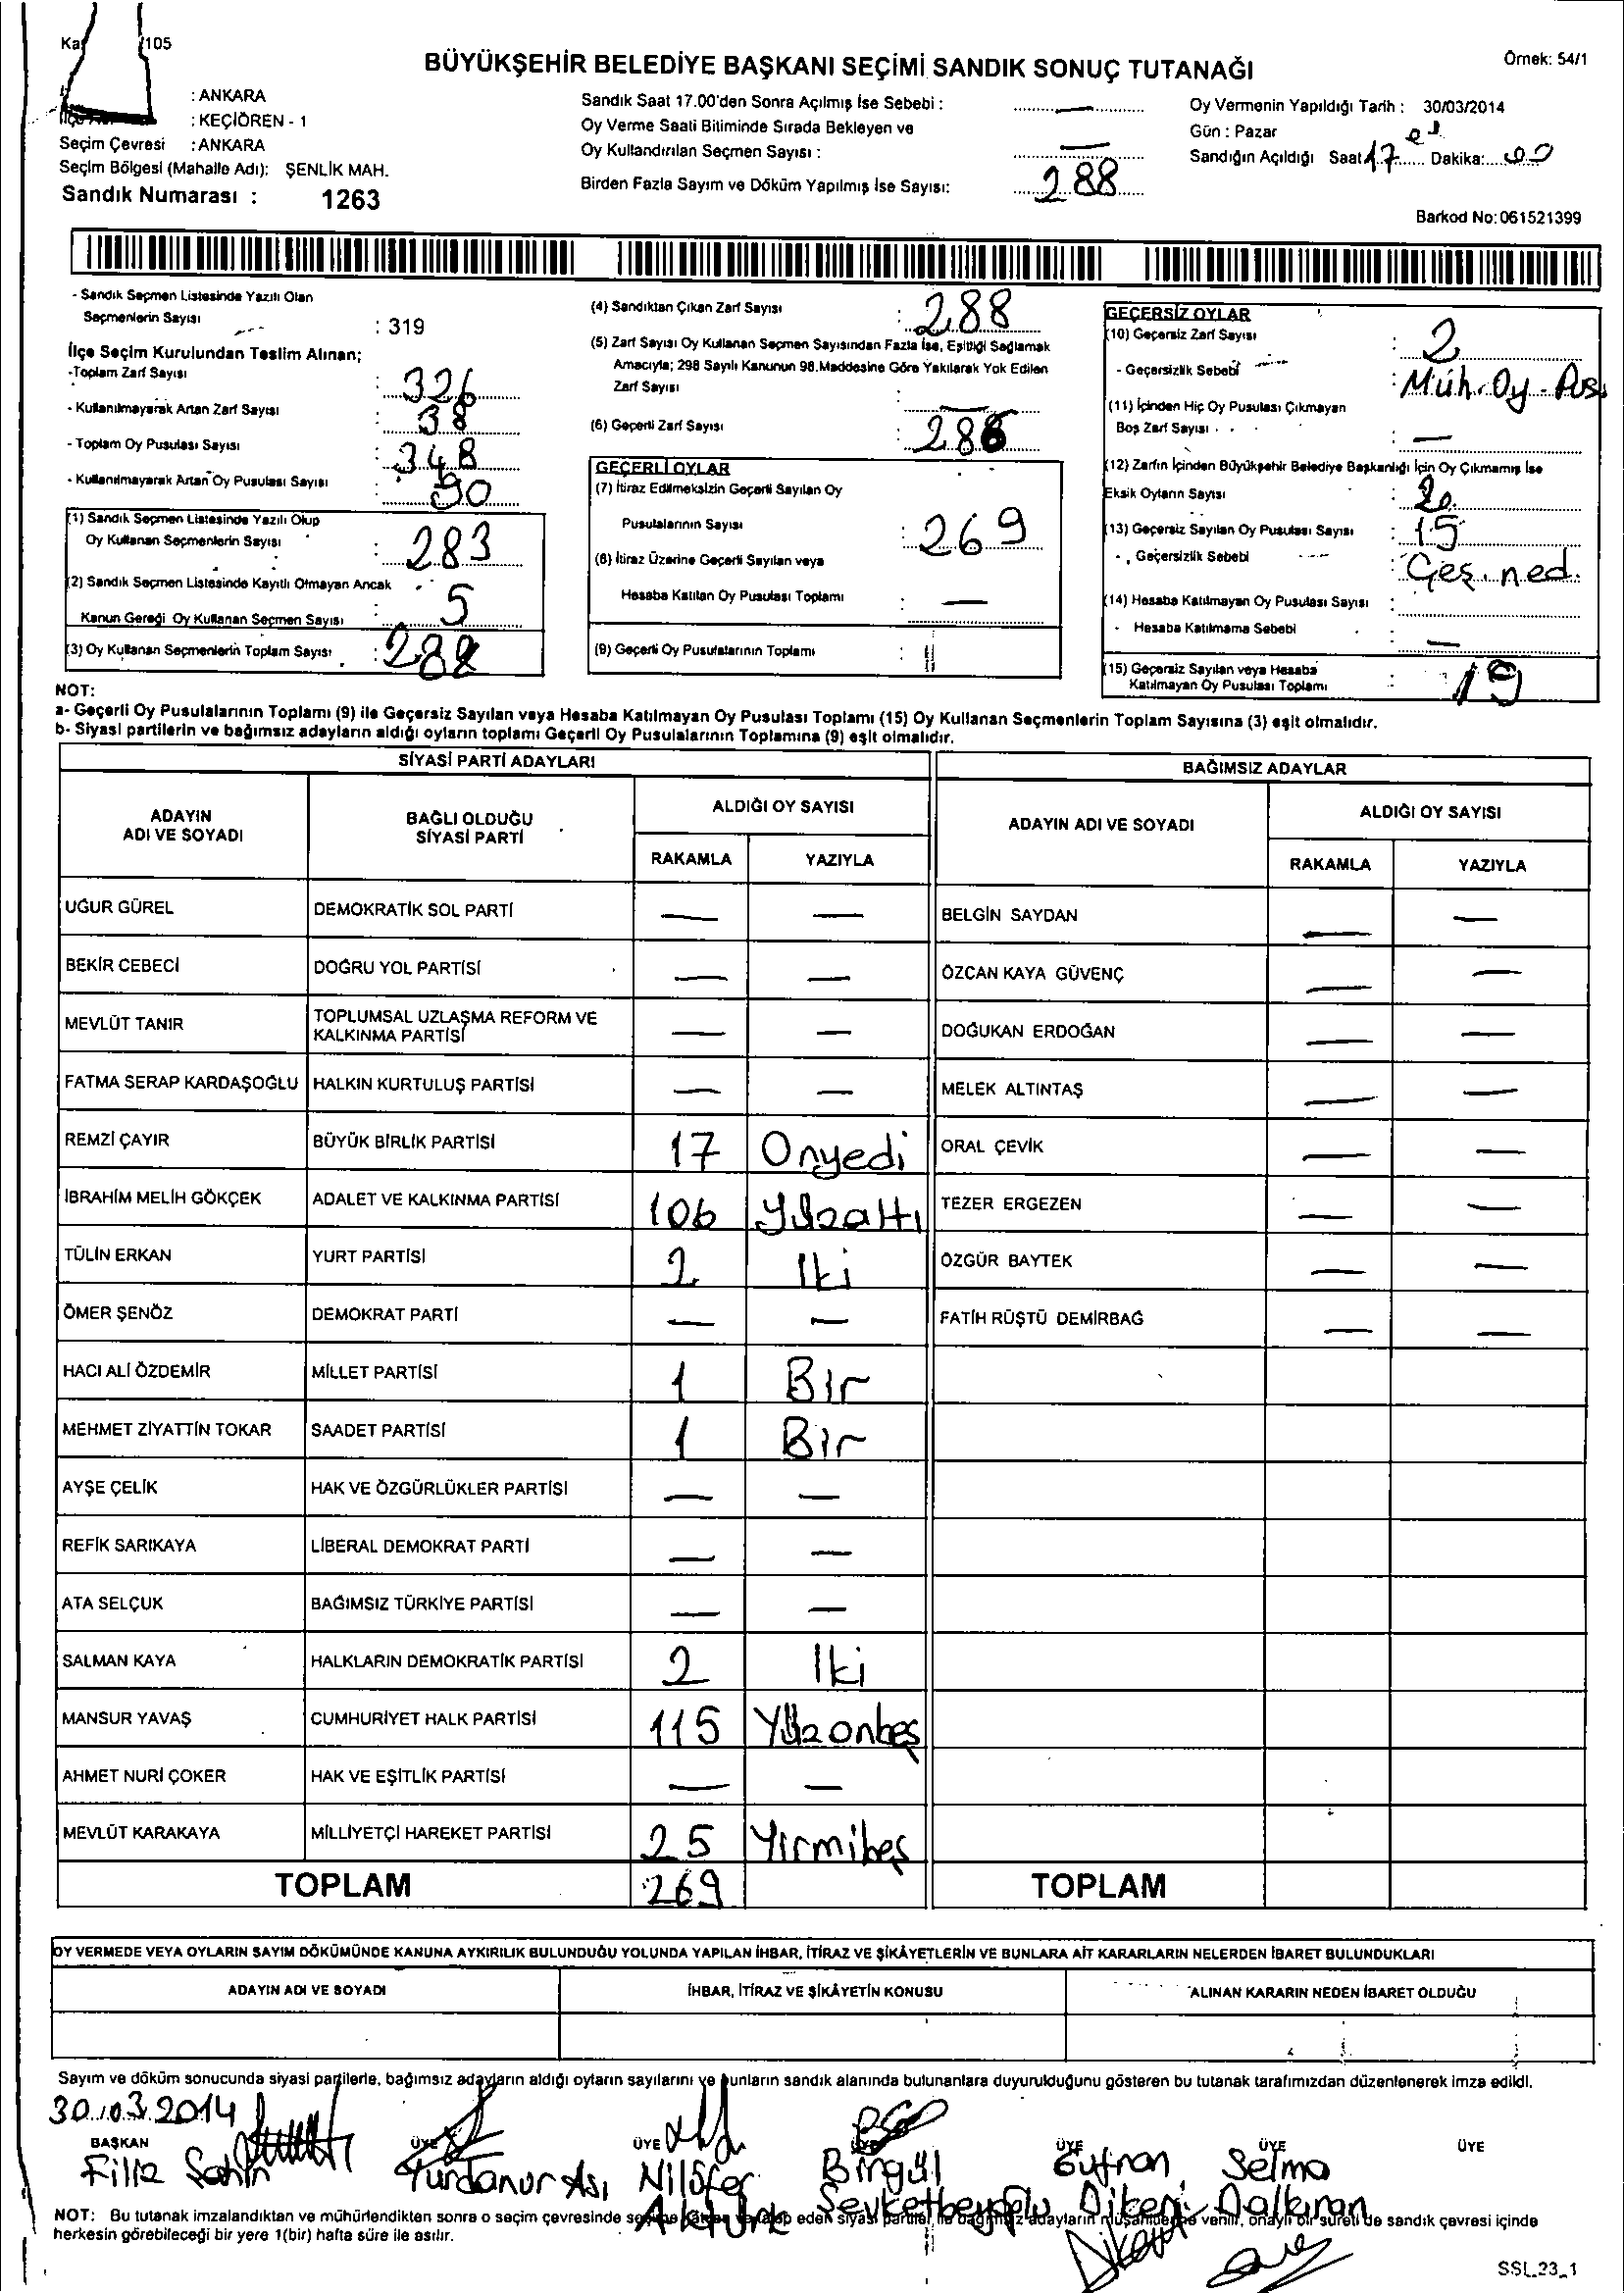 /105
Örnek: 54/1
BÜYÜKŞEHİR BELEDİYE BAŞKANI SEÇİMİ SANDIK SONUÇ TUTANAĞI
: ANKARA
: KEÇİÖREN - 1
Seçim Çevresi : ANKARA
Seçim Bölgesi (Mahalle Adı): ŞENLİK MAH.
Sandık Numarası : 1263
Sandık Saat 17.00'den Sonra Açılmış İse Sebebi : —
Oy Verme Saati Bitiminde Sırada Bekleyen ve
Oy Kullandırılan Seçmen Sayısı : —
Birden Fazla Sayım ve Döküm Yapılmış İse Sayısı: 288
Oy Vermenin Yapıldığı Tarih : 30/03/2014
Gün : Pazar
Sandığın Açıldığı Saat 17 Dakika: 00
Barkod No: 061521399
- Sandık Seçmen Listesinde Yazılı Olan
Seçmenlerin Sayısı : 319
İlçe Seçim Kurulundan Teslim Alınan;
-Toplam Zarf Sayısı : 326
- Kullanılmayarak Artan Zarf Sayısı : 38
- Toplam Oy Pusulası Sayısı : 348
- Kullanılmayarak Artan Oy Pusulası Sayısı : 90
(1) Sandık Seçmen Listesinde Yazılı Olup
Oy Kullanan Seçmenlerin Sayısı : 283
(2) Sandık Seçmen Listesinde Kayıtlı Olmayan Ancak
Kanun Gereği Oy Kullanan Seçmen Sayısı : 5
(3) Oy Kullanan Seçmenlerin Toplam Sayısı : 288
(4) Sandıktan Çıkan Zarf Sayısı : 288
(5) Zarf Sayısı Oy Kullanan Seçmen Sayısından Fazla İse, Eşitliği Sağlamak
Amacıyla; 298 Sayılı Kanunun 98.Maddesine Göre Yakılarak Yok Edilen
Zarf Sayısı : —
(6) Geçerli Zarf Sayısı : 286
GEÇERLİ OYLAR
(7) İtiraz Edilmeksizin Geçerli Sayılan Oy
Pusulalarının Sayısı : 269
(8) İtiraz Üzerine Geçerli Sayılan veya
Hesaba Katılan Oy Pusulası Toplamı : —
(9) Geçerli Oy Pusulalarının Toplamı :
GEÇERSİZ OYLAR
(10) Geçersiz Zarf Sayısı : 2
- Geçersizlik Sebebi : Müh. Oy - Pus
(11) İçinden Hiç Oy Pusulası Çıkmayan
Boş Zarf Sayısı : —
(12) Zarfın İçinden Büyükşehir Belediye Başkanlığı İçin Oy Çıkmamış İse
Eksik Oyların Sayısı :
(13) Geçersiz Sayılan Oy Pusulası Sayısı : 15
- Geçersizlik Sebebi : Çeş. ned.
(14) Hesaba Katılmayan Oy Pusulası Sayısı :
- Hesaba Katılmama Sebebi : —
(15) Geçersiz Sayılan veya Hesaba
Katılmayan Oy Pusulası Toplamı : 19
NOT:
a- Geçerli Oy Pusulalarının Toplamı (9) ile Geçersiz Sayılan veya Hesaba Katılmayan Oy Pusulası Toplamı (15) Oy Kullanan Seçmenlerin Toplam Sayısına (3) eşit olmalıdır.
b- Siyasi partilerin ve bağımsız adayların aldığı oyların toplamı Geçerli Oy Pusulalarının Toplamına (9) eşit olmalıdır.
SİYASİ PARTİ ADAYLARI
BAĞIMSIZ ADAYLAR
ADAYIN ADI VE SOYADI
BAĞLI OLDUĞU SİYASİ PARTİ
ALDIĞI OY SAYISI
RAKAMLA YAZIYLA
ADAYIN ADI VE SOYADI
ALDIĞI OY SAYISI
RAKAMLA YAZIYLA
UĞUR GÜREL DEMOKRATİK SOL PARTİ — — BELGİN SAYDAN — —
BEKİR CEBECİ DOĞRU YOL PARTİSİ — — ÖZCAN KAYA GÜVENÇ — —
MEVLÜT TANIR TOPLUMSAL UZLAŞMA REFORM VE KALKINMA PARTİSİ — — DOĞUKAN ERDOĞAN — —
FATMA SERAP KARDAŞOĞLU HALKIN KURTULUŞ PARTİSİ — — MELEK ALTINTAŞ — —
REMZİ ÇAYIR BÜYÜK BİRLİK PARTİSİ 17 Onyedi ORAL ÇEVİK — —
İBRAHİM MELİH GÖKÇEK ADALET VE KALKINMA PARTİSİ 106 Yüzaltı TEZER ERGEZEN — —
TÜLİN ERKAN YURT PARTİSİ 2 Iki ÖZGÜR BAYTEK — —
ÖMER ŞENÖZ DEMOKRAT PARTİ — — FATİH RÜŞTÜ DEMİRBAĞ — —
HACI ALİ ÖZDEMİR MİLLET PARTİSİ 1 Bir
MEHMET ZİYATTİN TOKAR SAADET PARTİSİ 1 Bir
AYŞE ÇELİK HAK VE ÖZGÜRLÜKLER PARTİSİ — —
REFİK SARIKAYA LİBERAL DEMOKRAT PARTİ — —
ATA SELÇUK BAĞIMSIZ TÜRKİYE PARTİSİ — —
SALMAN KAYA HALKLARIN DEMOKRATİK PARTİSİ 2 Iki
MANSUR YAVAŞ CUMHURİYET HALK PARTİSİ 115 Yüzonbeş
AHMET NURİ ÇOKER HAK VE EŞİTLİK PARTİSİ — —
MEVLÜT KARAKAYA MİLLİYETÇİ HAREKET PARTİSİ 25 Yirmibeş
TOPLAM 269 TOPLAM
OY VERMEDE VEYA OYLARIN SAYIM DÖKÜMÜNDE KANUNA AYKIRILIK BULUNDUĞU YOLUNDA YAPILAN İHBAR, İTİRAZ VE ŞİKÂYETLERİN VE BUNLARA AİT KARARLARIN NELERDEN İBARET BULUNDUKLARI
ADAYIN ADI VE SOYADI İHBAR, İTİRAZ VE ŞİKÂYETİN KONUSU ALINAN KARARIN NEDEN İBARET OLDUĞU
Sayım ve döküm sonucunda siyasi partilerle, bağımsız adayların aldığı oyların sayılarını ve bunların sandık alanında bulunanlara duyurulduğunu gösteren bu tutanak tarafımızdan düzenlenerek imza edildi.
30.03.2014
BAŞKAN ÜYE ÜYE ÜYE ÜYE ÜYE
Filiz Şahin Turdanur Ası Nilüfer Aktürk Birgül Şevketbeyoğlu Gufran Dikeni Selma Dalkıran
NOT: Bu tutanak imzalandıktan ve mühürlendikten sonra o seçim çevresinde eden siyasi partiler ile bağımsız adayların müşahitlerine verilir, onaylı bir sureti de sandık çevresi içinde
herkesin görebileceği bir yere 1(bir) hafta süre ile asılır.
SSL_23_1